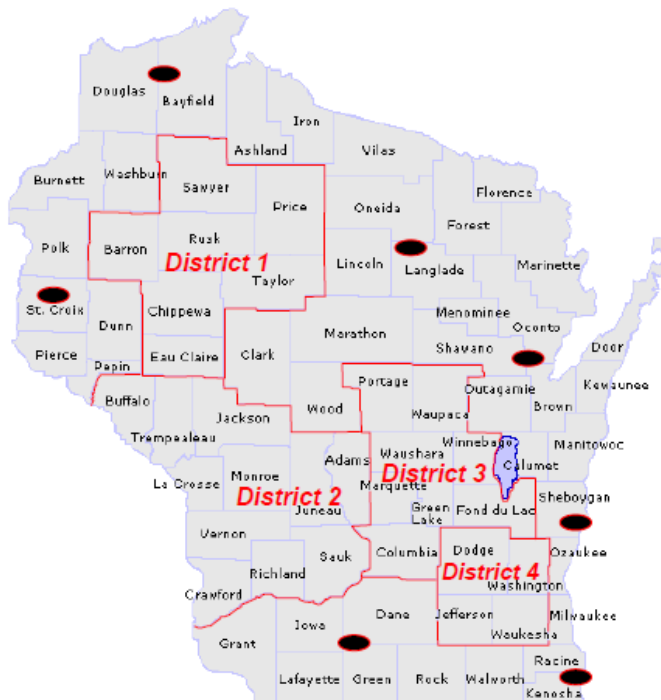 Douglas
Bayfield
Iron
Ashland
Vilas
Burnett
Washburn
Sawyer
Florence
Price
Oneida
Forest
Polk
Barron
Rusk
District 1
Lincoln
Langlade
Marinette
Taylor
St. Croix
Chippewa
Menominee
Dunn
Marathon
Oconto
Pierce
Eau Claire
Clark
Shawano
Door
Pepin
Portage
Outagamie
Kewaunee
Buffalo
Wood
Waupaca
Brown
Jackson
Trempealeau
Winnebago
Manitowoc
Waushara
Adams
District 3
Calumet
La Crosse
Monroe
Marquette
District 2
Sheboygan
Juneau
Green
Lake
Fond du Lac
Vernon
Sauk
Columbia
Dodge
Ozaukee
Richland
District 4
Washington
Crawford
Iowa
Dane
Jefferson
Milwaukee
Grant
Waukesha
Racine
Lafayette
Green
Rock
Walworth
Kenosha